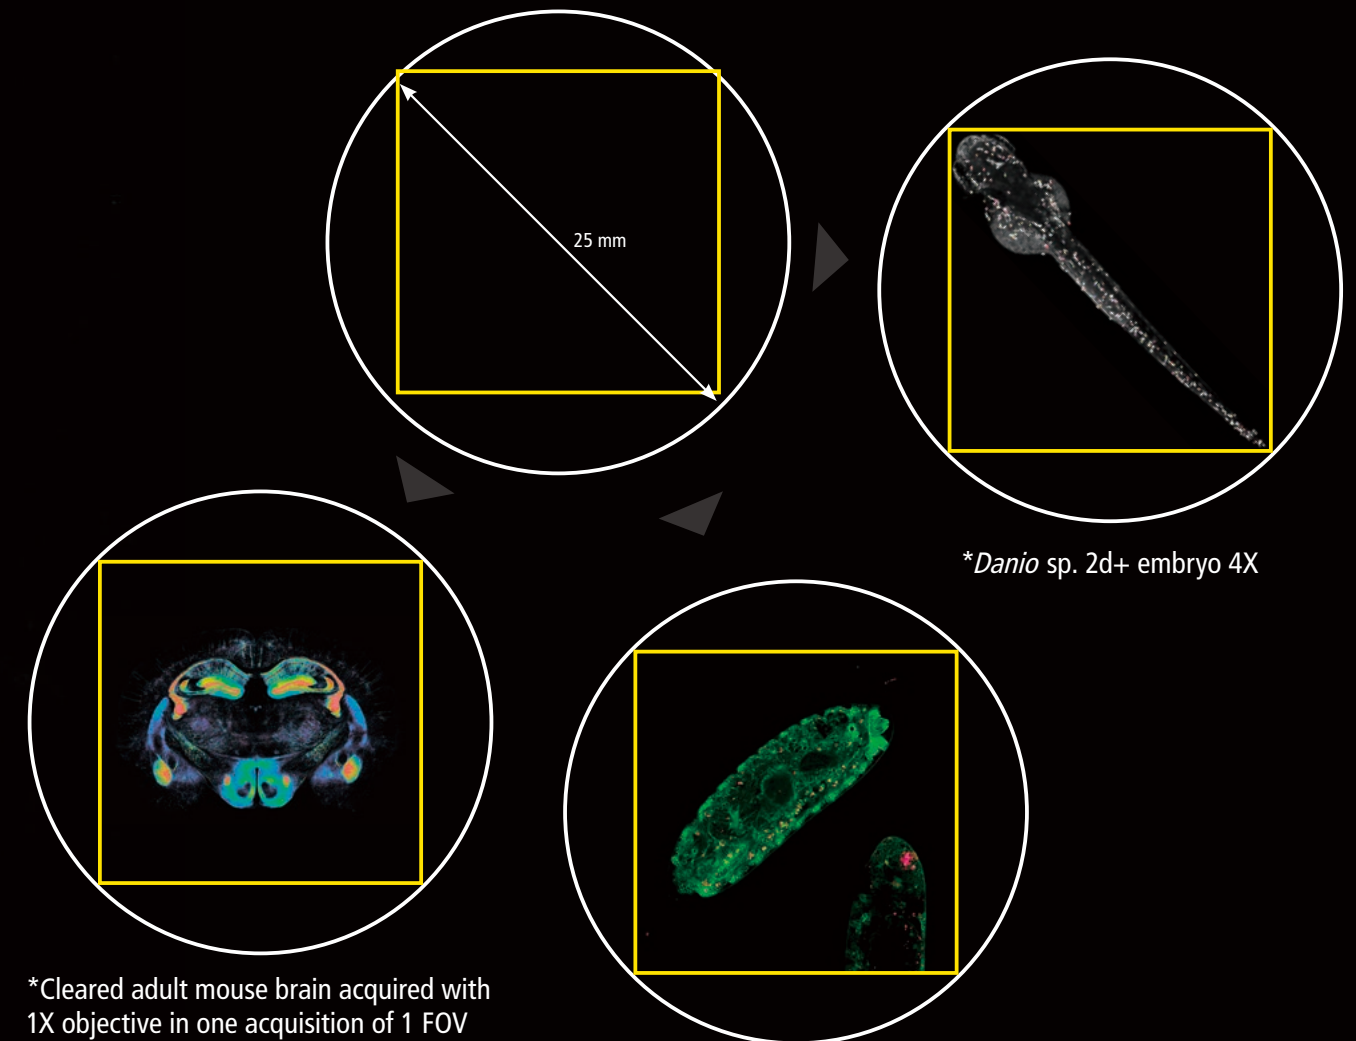 25 mm
*Danio sp. 2d+ embryo 4X
*Cleared adult mouse brain acquired with
1X objective in one acquisition of 1 FOV